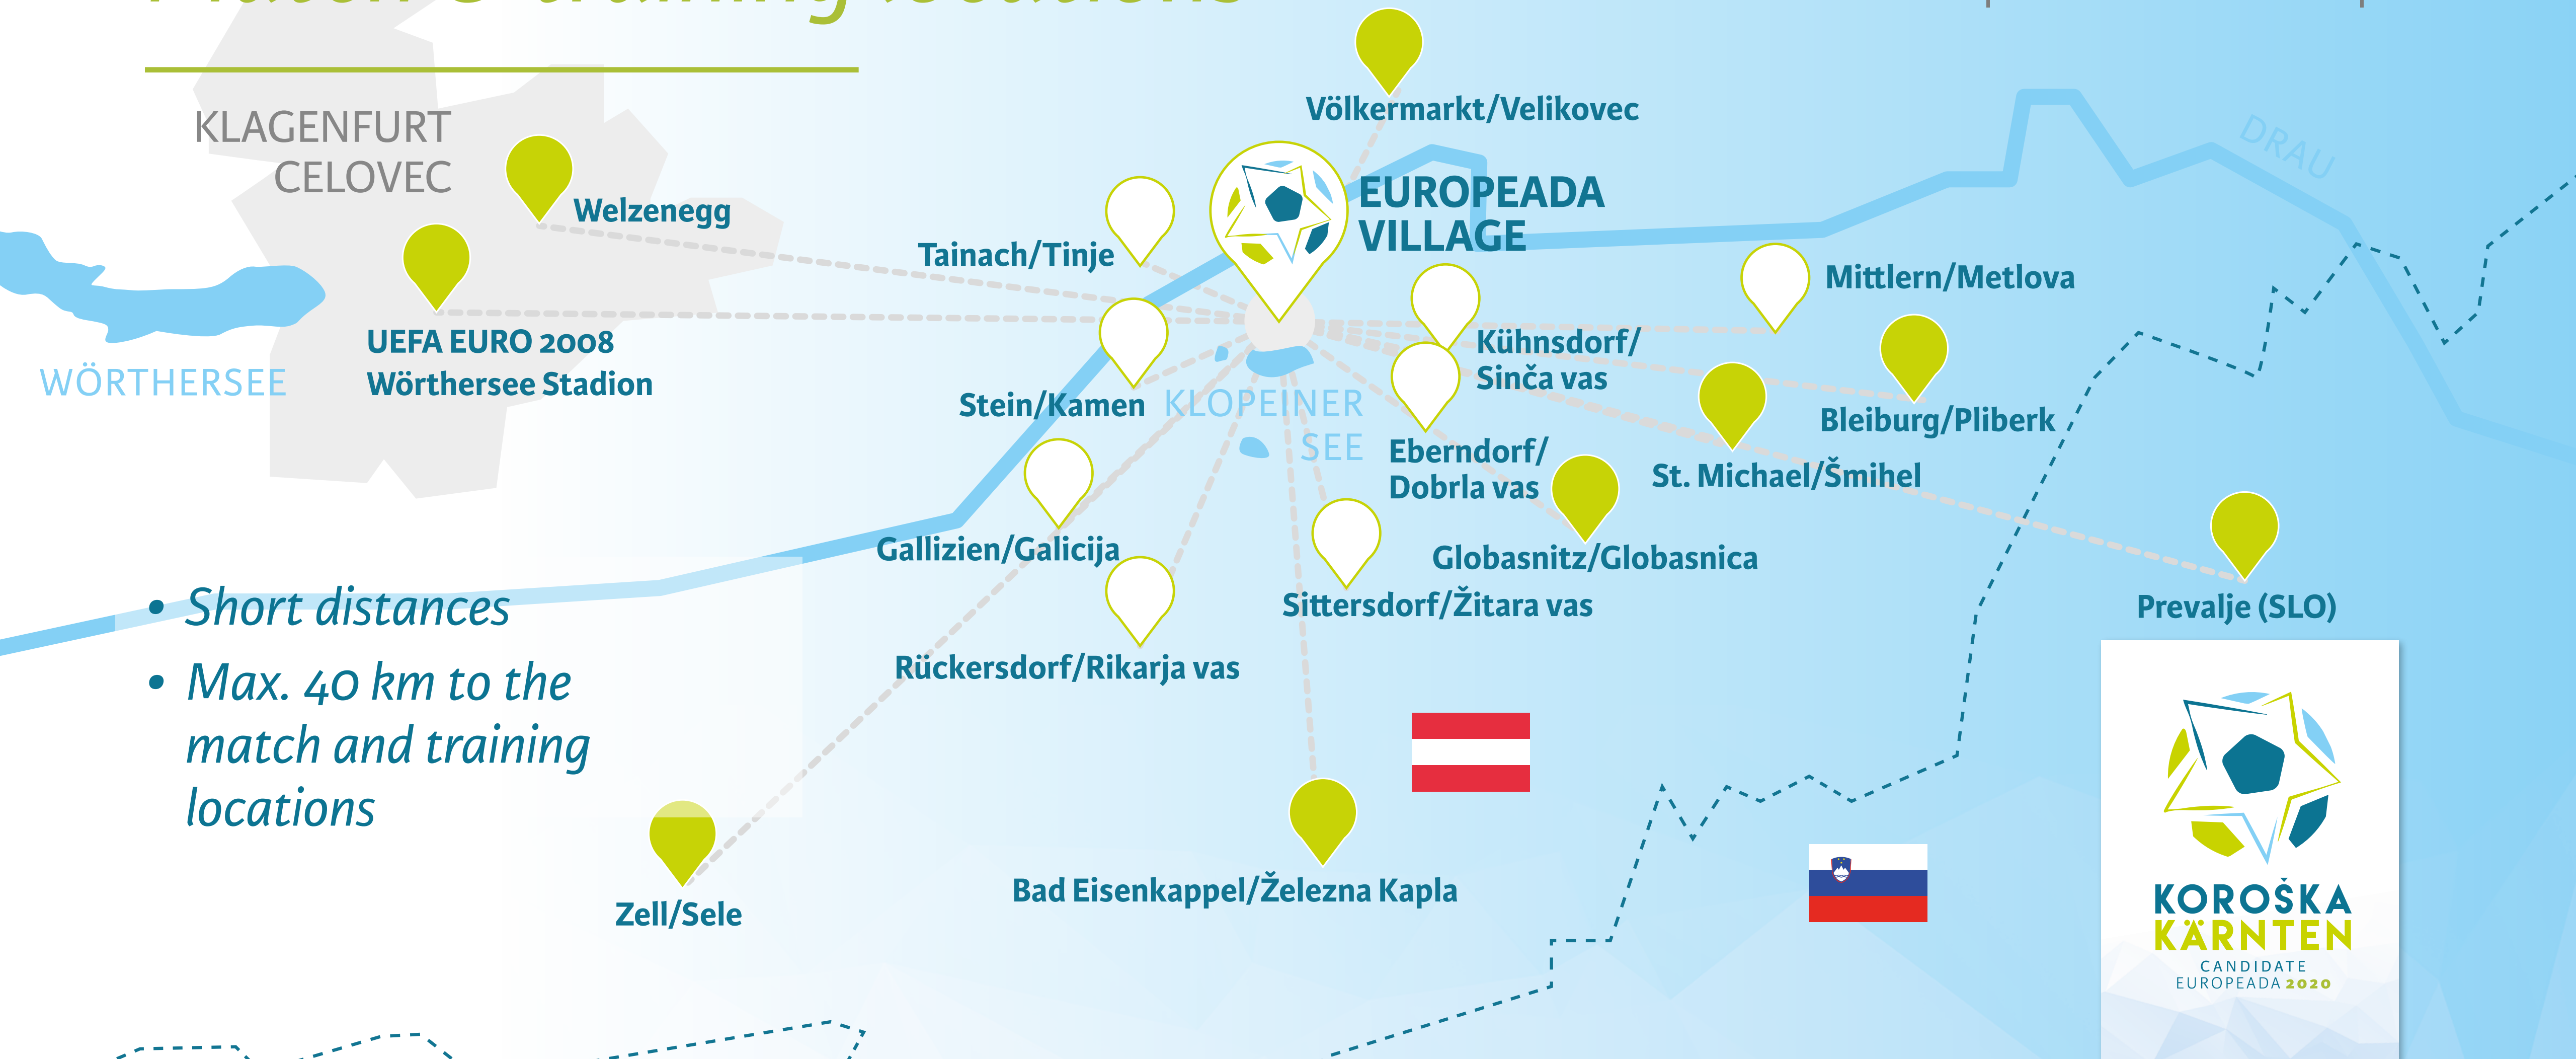 KLAGENFURT
CELOVEC
Welzenegg
UEFA EURO 2008
Wörthersee Stadion
WÖRTHERSEE
Völkermarkt/Velikovec
EUROPEADA
VILLAGE
Tainach/Tinje
Stein/Kamen
KLOPEINER
SEE
Kühnsdorf/
Sinča vas
Mittlern/Metlova
Bleiburg/Pliberk
Eberndorf/
Dobrla vas
St. Michael/Šmihel
DRAU
Gallizien/Galicija
Globasnitz/Globasnica
Sittersdorf/Žitara vas
Prevalje (SLO)
Rückersdorf/Rikarja vas
• Short distances
• Max. 40 km to the
match and training
locations
Zell/Sele
Bad Eisenkappel/Železna Kapla
KOROŠKA
KÄRNTEN
CANDIDATE
EUROPEADA 2020